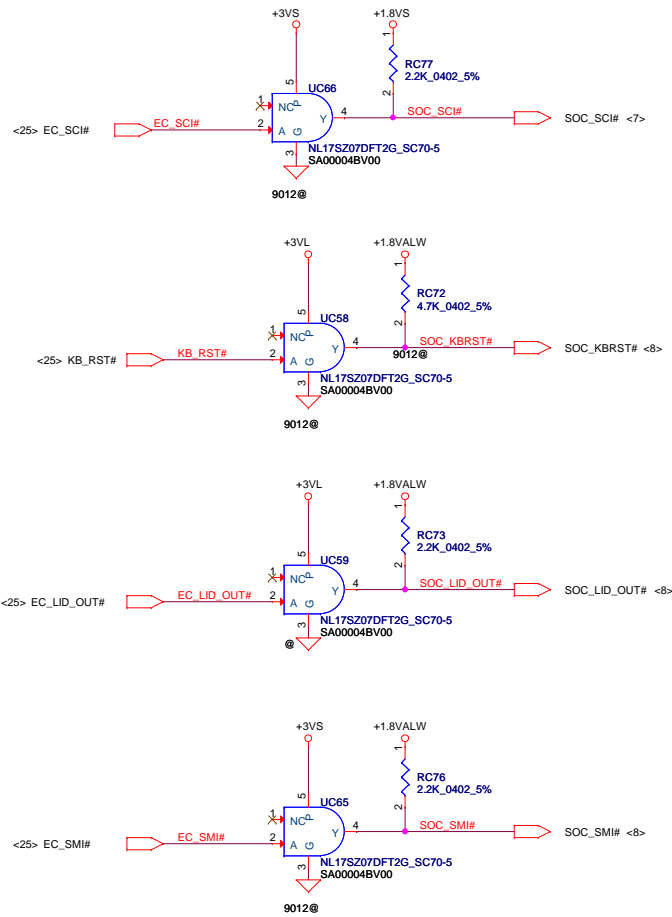 +3VS
+1.8VS
1
RC77
2.2K_0402_5%
2
5
UC66
1
NC
P
4
SOC_SCI#
SOC_SCI# <7>
Y
<25> EC_SCI#
EC_SCI#
2
A
G
3
NL17SZ07DFT2G_SC70-5
SA00004BV00
9012@
+3VL
+1.8VALW
1
RC72
4.7K_0402_5%
2
5
UC58
1
NC
P
4
SOC_KBRST#
SOC_KBRST# <8>
Y
9012@
<25> KB_RST#
KB_RST#
2
A
G
3
NL17SZ07DFT2G_SC70-5
SA00004BV00
9012@
+3VL
+1.8VALW
1
RC73
2.2K_0402_5%
2
5
UC59
1
NC
P
4
SOC_LID_OUT#
SOC_LID_OUT# <8>
Y
<25> EC_LID_OUT#
EC_LID_OUT#
2
A
G
3
NL17SZ07DFT2G_SC70-5
SA00004BV00
@
+3VS
+1.8VALW
1
RC76
2.2K_0402_5%
2
5
UC65
1
NC
P
4
SOC_SMI#
SOC_SMI# <8>
Y
<25> EC_SMI#
EC_SMI#
2
A
G
3
NL17SZ07DFT2G_SC70-5
SA00004BV00
9012@